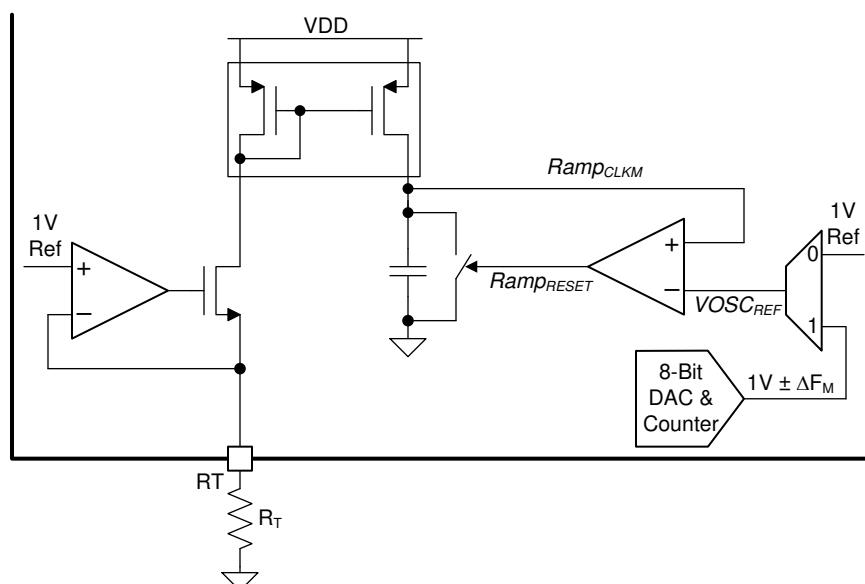 VDD
Ramp_CLKM
1V
Ref
+
−
1V
Ref
+
−
0
1
Ramp_RESET
VOSC_REF
8-Bit
DAC &
Counter
1V ± ΔF_M
RT
R_T